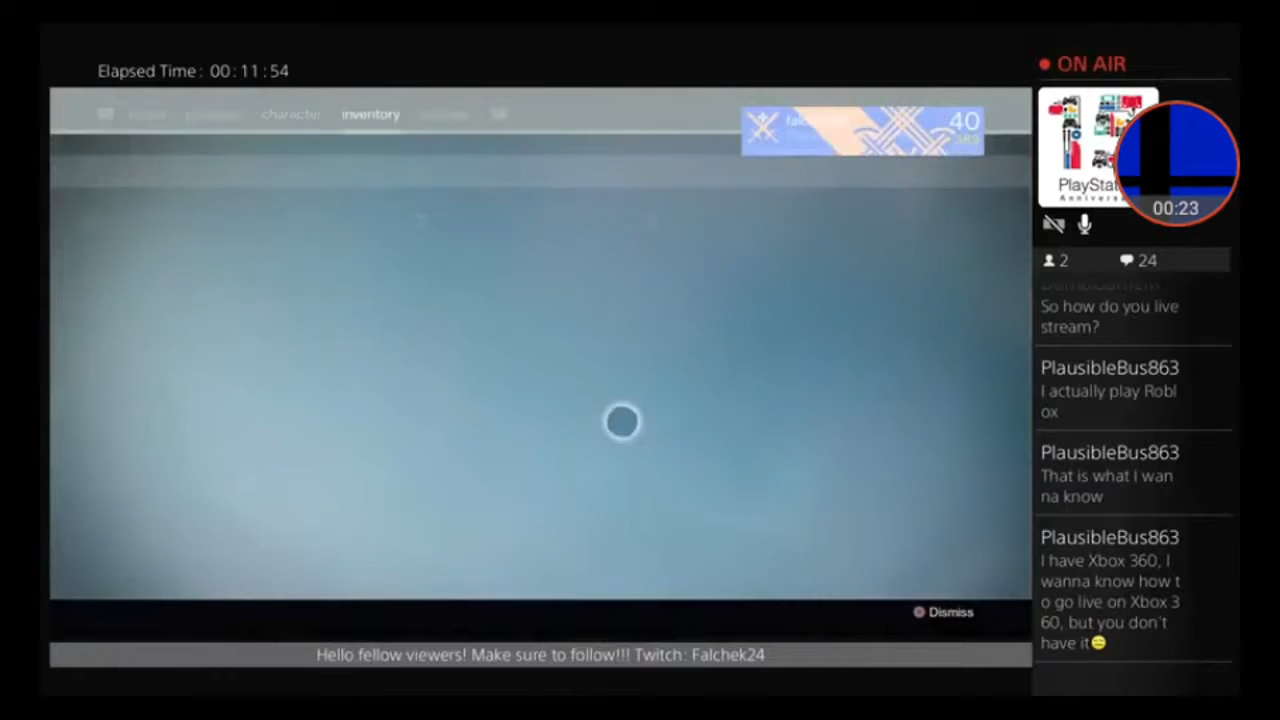 Elapsed Time: 00:11:54
ON AIR
character
inventory
40
PlayStat
Annivers
00:23
2
24
So how do you live
stream?
PlausibleBus863
I actually play Robl
ox
PlausibleBus863
That is what I wan
na know
PlausibleBus863
I have Xbox 360, I
wanna know how t
o go live on Xbox 3
60, but you don't
have it
Dismiss
Hello fellow viewers! Make sure to follow!!! Twitch: Falchek24